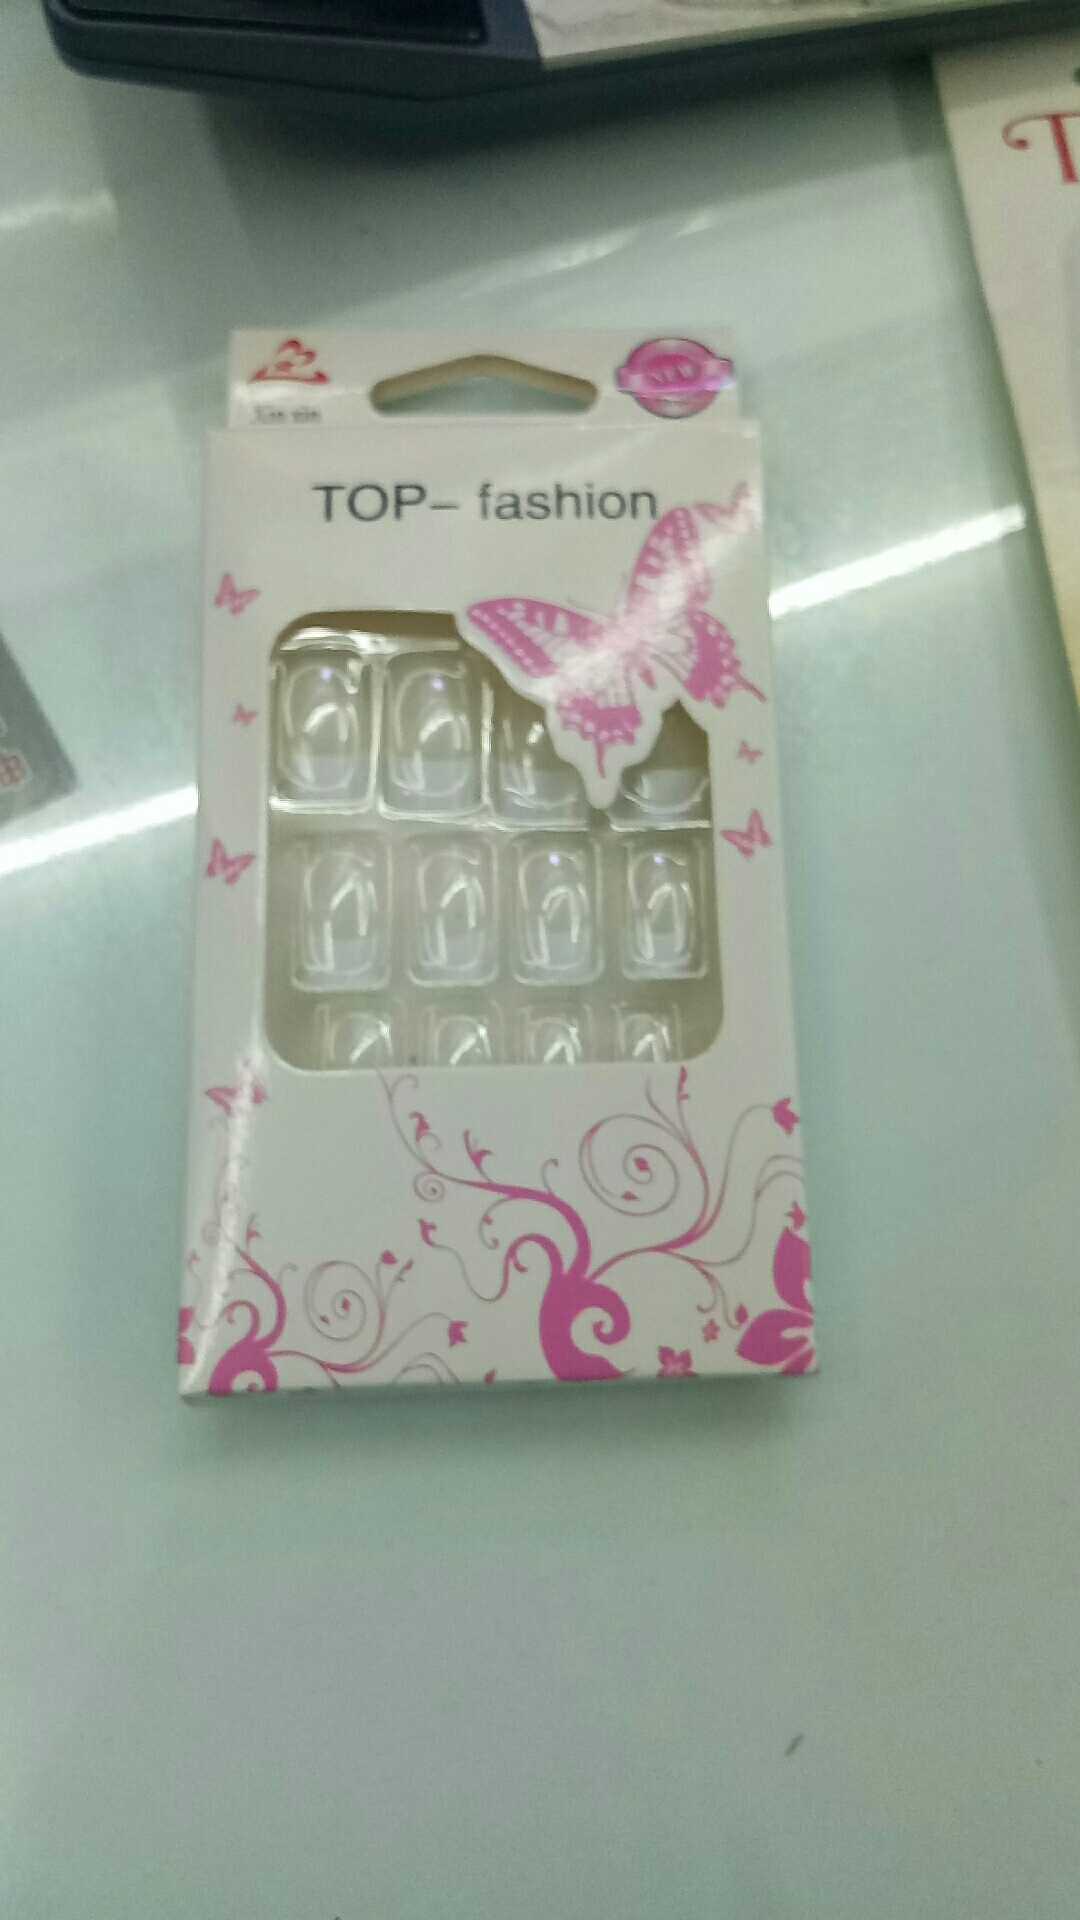 Xin xin
NEW
TOP– fashion
T